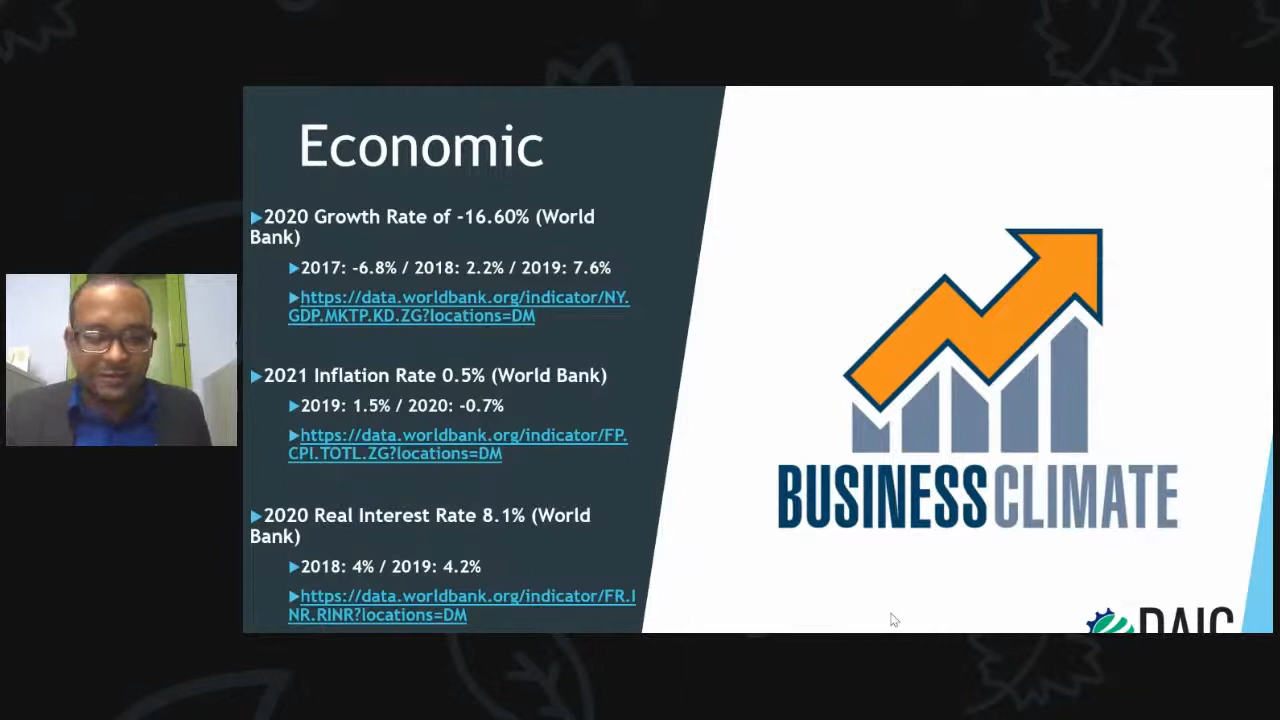 Economic
2020 Growth Rate of -16.60% (World
Bank)
2017: -6.8% / 2018: 2.2% / 2019: 7.6%
https://data.worldbank.org/indicator/NY.
GDP.MKTP.KD.ZG?locations=DM
2021 Inflation Rate 0.5% (World Bank)
2019: 1.5% / 2020: -0.7%
https://data.worldbank.org/indicator/FP.
CPI.TOTL.ZG?locations=DM
2020 Real Interest Rate 8.1% (World
Bank)
2018: 4% / 2019: 4.2%
https://data.worldbank.org/indicator/FR.I
NR.RINR?locations=DM
BUSINESSCLIMATE
DAIC